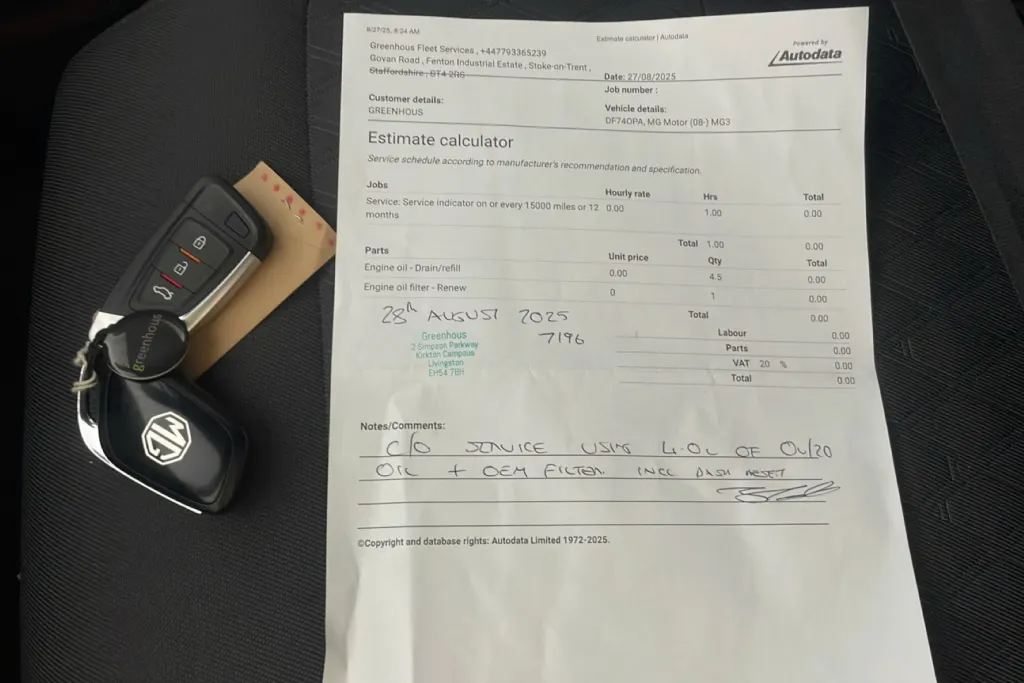 8/27/25, 8:04 AM
Estimate calculator | Autodata
Greenhous Fleet Services , +447793365239
Govan Road , Fenton Industrial Estate , Stoke-on-Trent ,
Staffordshire , ST4 2RS
Powered by
Autodata
Date: 27/08/2025
Job number :
Customer details:
GREENHOUS
Vehicle details:
DF74OPA, MG Motor (08-) MG3
Estimate calculator
Service schedule according to manufacturer's recommendation and specification.
Jobs Hourly rate Hrs Total
Service: Service indicator on or every 15000 miles or 12 0.00 1.00 0.00
months
Total 1.00 0.00
Parts Unit price Qty Total
Engine oil - Drain/refill 0.00 4.5 0.00
Engine oil filter - Renew 0 1 0.00
Total 0.00
28th AUGUST 2025
7196
Greenhous
2 Simpson Parkway
Kirkton Campous
Livingston
EH54 7BH
Labour 0.00
Parts 0.00
VAT 20 % 0.00
Total 0.00
Notes/Comments:
C/O SERVICE USING 4.0L OF 0W/20
OIL + OEM FILTER. INCL DASH RESET
©Copyright and database rights: Autodata Limited 1972-2025.
greenhous
MG